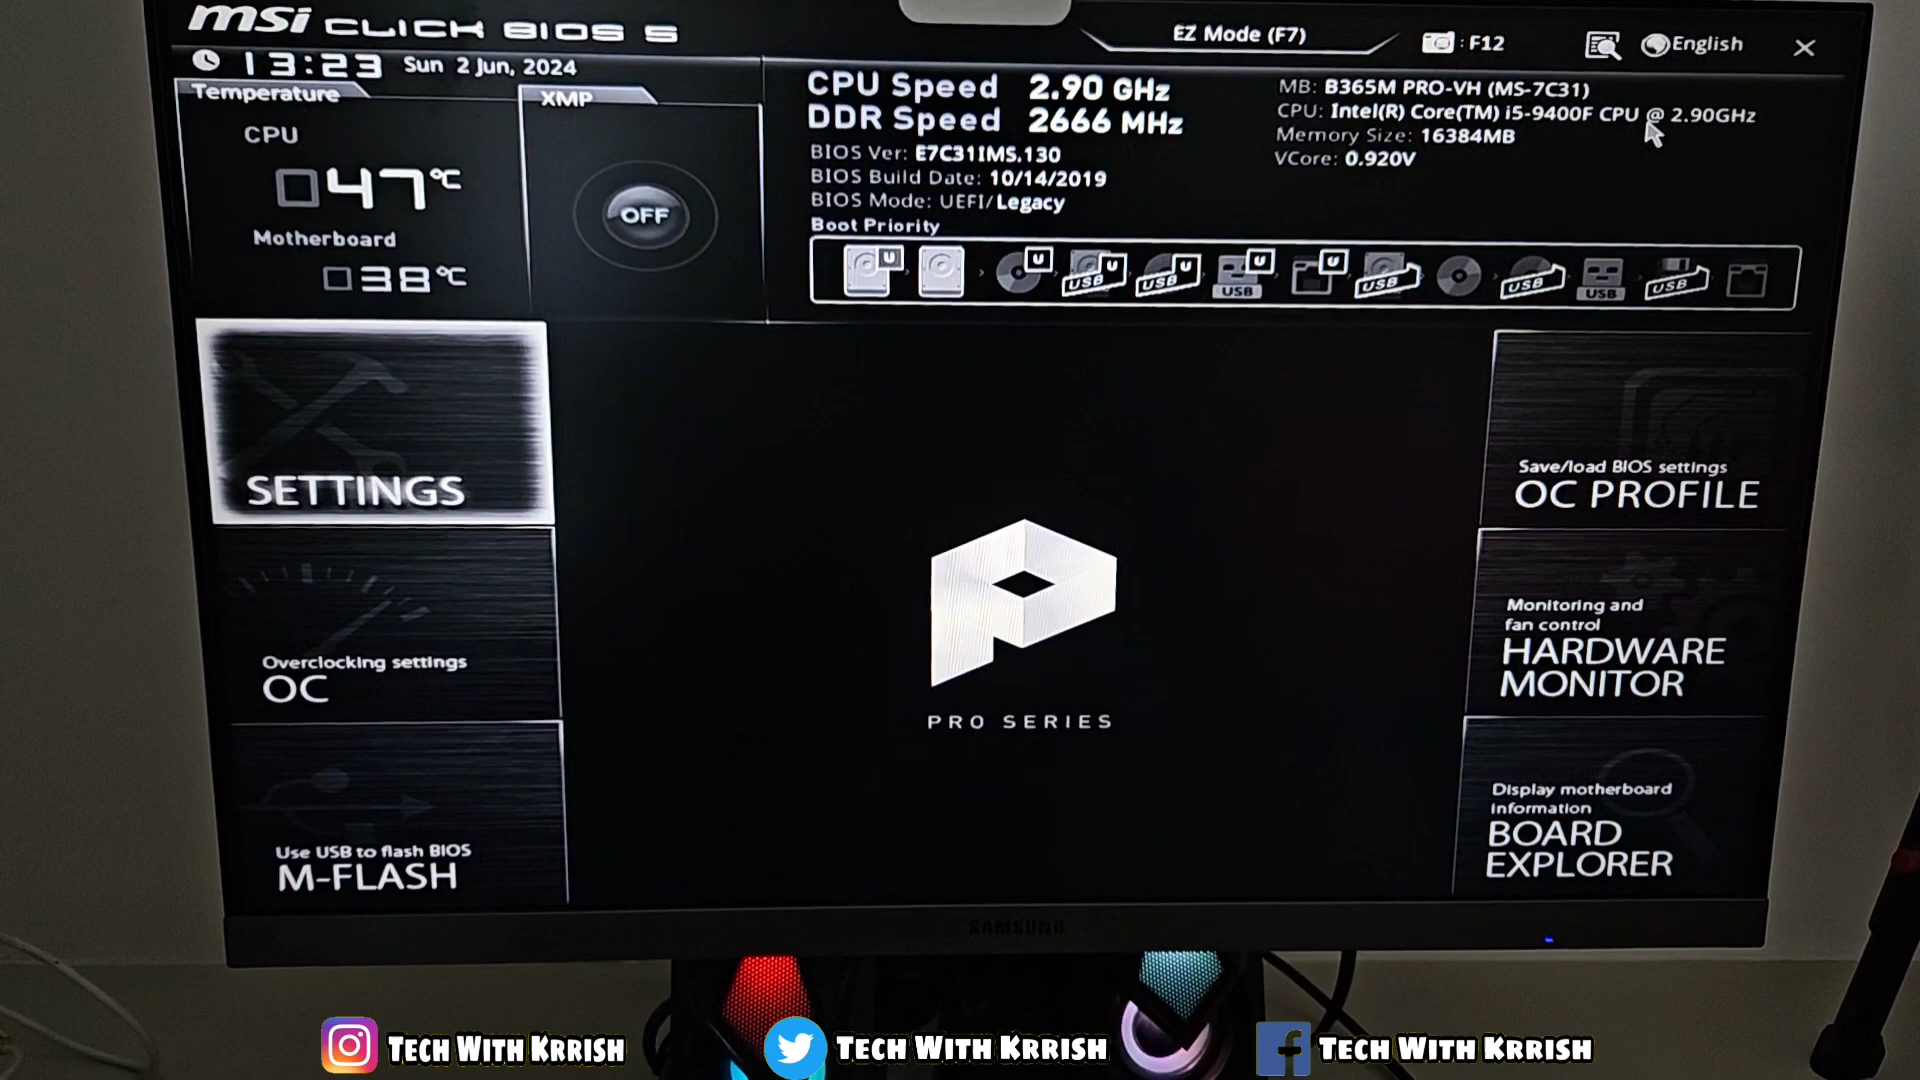 msi CLICK BIOS 5
EZ Mode (F7)
: F12
English
13:23 Sun 2 Jun, 2024
Temperature
CPU
47°C
Motherboard
38°C
XMP
OFF
CPU Speed 2.90 GHz
DDR Speed 2666 MHz
BIOS Ver: E7C31IMS.130
BIOS Build Date: 10/14/2019
BIOS Mode: UEFI/Legacy
Boot Priority
MB: B365M PRO-VH (MS-7C31)
CPU: Intel(R) Core(TM) i5-9400F CPU @ 2.90GHz
Memory Size: 16384MB
VCore: 0.920V
U U U U U U
USB USB USB USB USB USB USB
SETTINGS
Overclocking settings
OC
Use USB to flash BIOS
M-FLASH
PRO SERIES
Save/load BIOS settings
OC PROFILE
Monitoring and
fan control
HARDWARE
MONITOR
Display motherboard
information
BOARD
EXPLORER
SAMSUNG
TECH WITH KRRISH
TECH WITH KRRISH
TECH WITH KRRISH